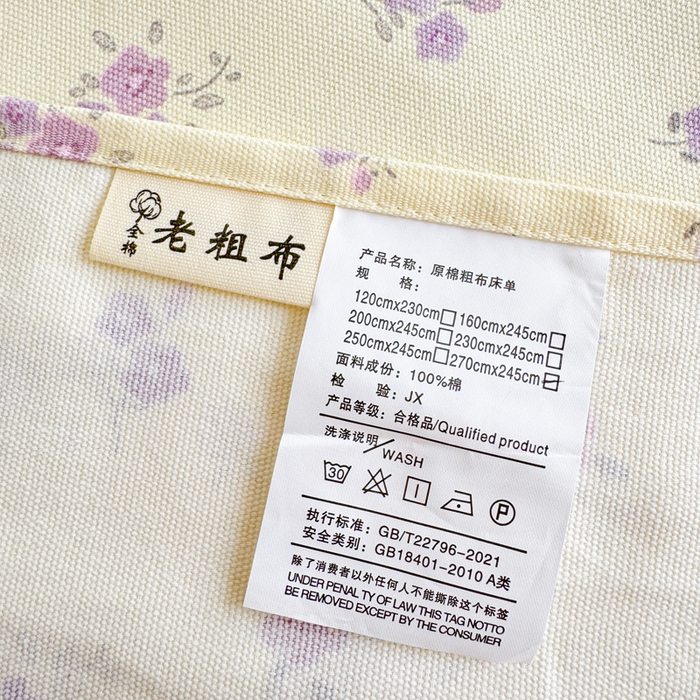 全棉
老粗布
产品名称：原棉粗布床单
规 格：
120cmx230cm□ 160cmx245cm□
200cmx245cm□ 230cmx245cm□
250cmx245cm□ 270cmx245cm☑
面料成份：100%棉
检 验：JX
产品等级：合格品/Qualified product
洗涤说明/WASH
30 P
执行标准：GB/T22796-2021
安全类别：GB18401-2010 A类
除了消费者以外任何人不能撕除这个标签
UNDER PENAL TY OF LAW THIS TAG NOTTO
BE REMOVED EXCEPT BY THE CONSUMER